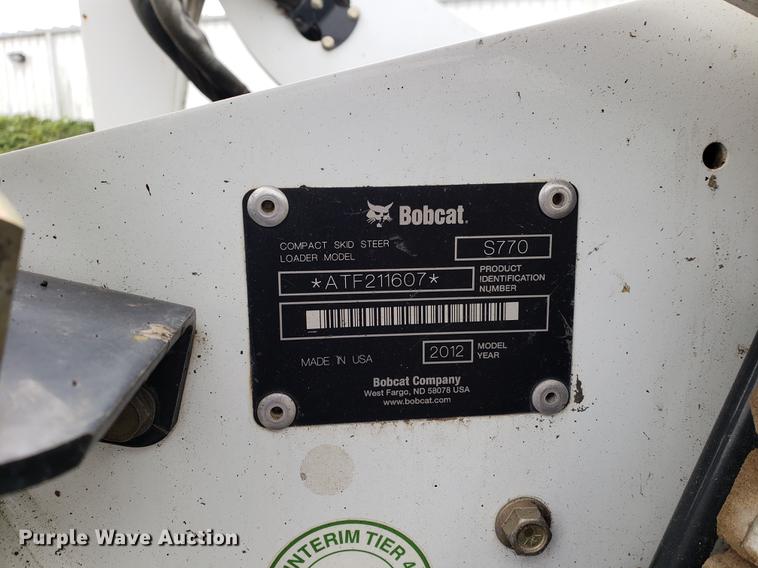 Bobcat.
COMPACT SKID STEER
LOADER MODEL
S770
*ATF211607*
PRODUCT
IDENTIFICATION
NUMBER
MADE IN USA
2012
MODEL
YEAR
Bobcat Company
West Fargo, ND 58078 USA
www.bobcat.com
INTERIM TIER 4
Purple Wave Auction